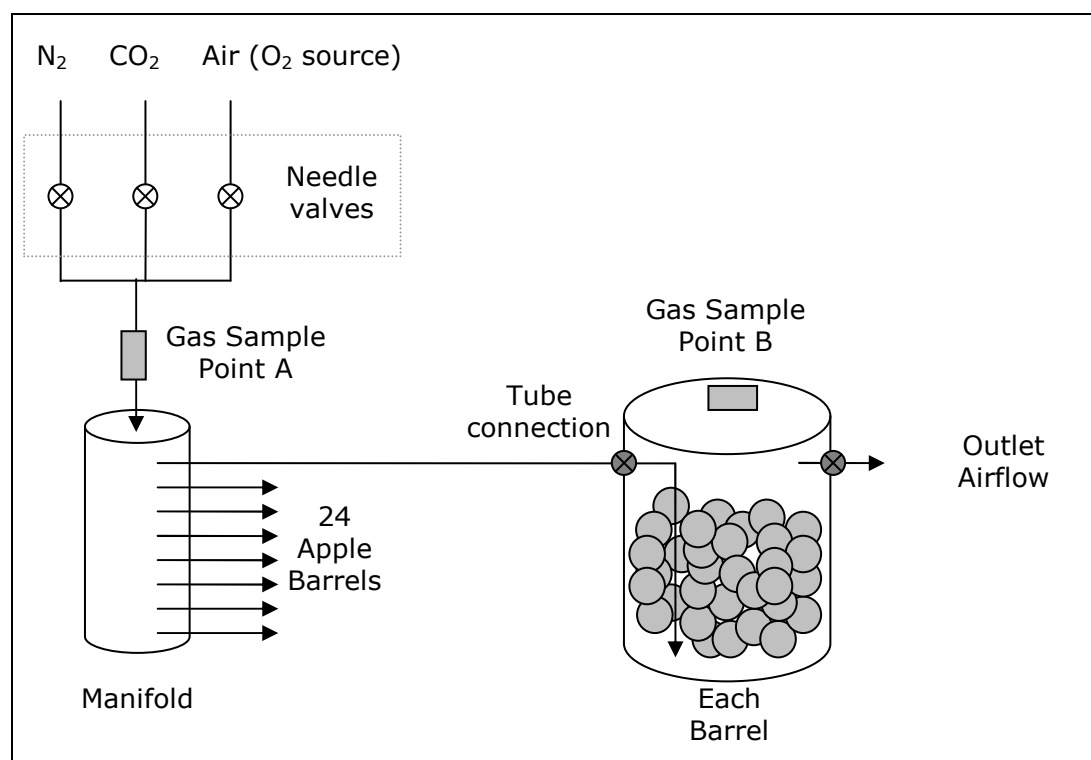 N₂ CO₂ Air (O₂ source)
Needle
valves
Gas Sample
Point A
Gas Sample
Point B
Tube
connection
Outlet
Airflow
24
Apple
Barrels
Manifold
Each
Barrel